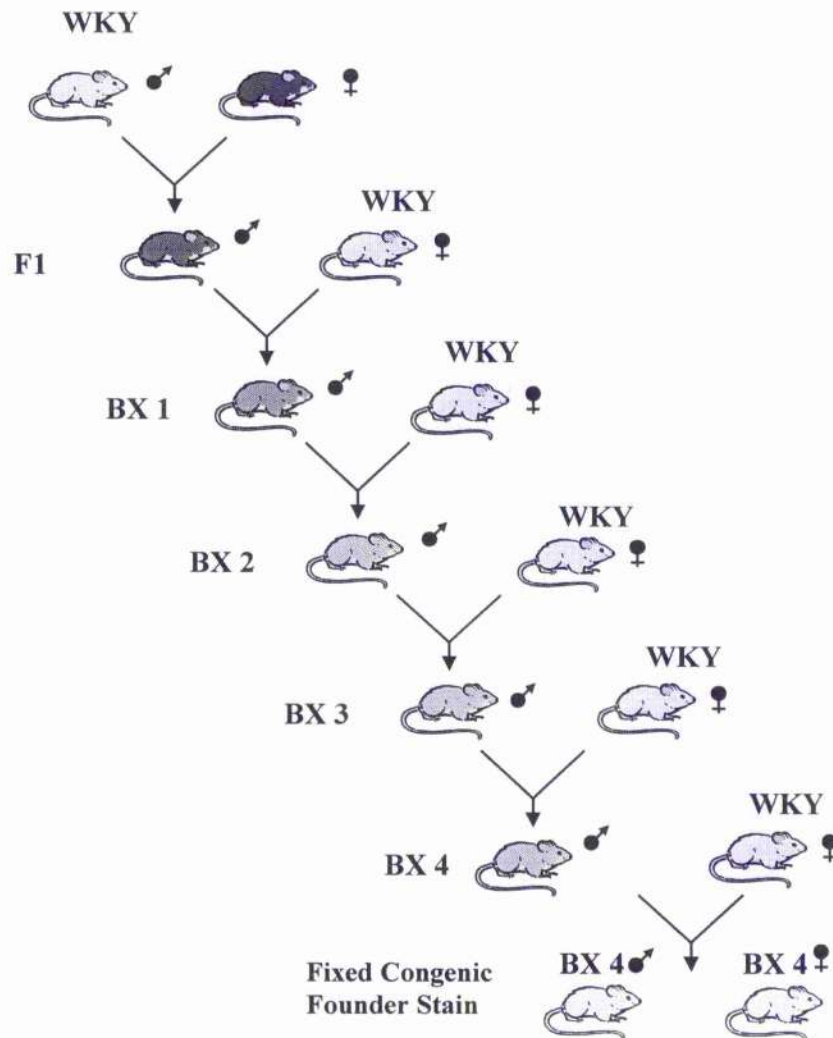 WKY
♂ ♀
WKY
F1 ♂ ♀
WKY
BX 1 ♂ ♀
WKY
BX 2 ♂ ♀
WKY
BX 3 ♂ ♀
WKY
BX 4 ♂ ♀
Fixed Congenic BX 4♂ BX 4♀
Founder Stain